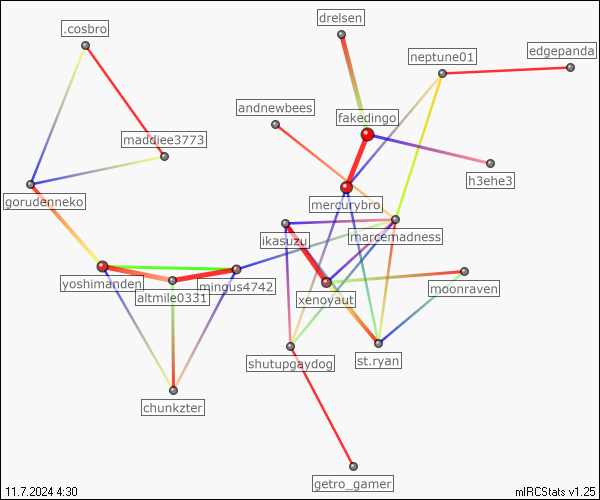 drelsen
.cosbro
neptune01
edgepanda
andnewbees
fakedingo
maddiee3773
h3ehe3
gorudenneko
mercurybro
ikasuzu
marcemadness
yoshimanden
mingus4742
altmile0331
xenoyaut
moonraven
shutupgaydog
st.ryan
chunkzter
getro_gamer
11.7.2024 4:30
mIRCStats v1.25